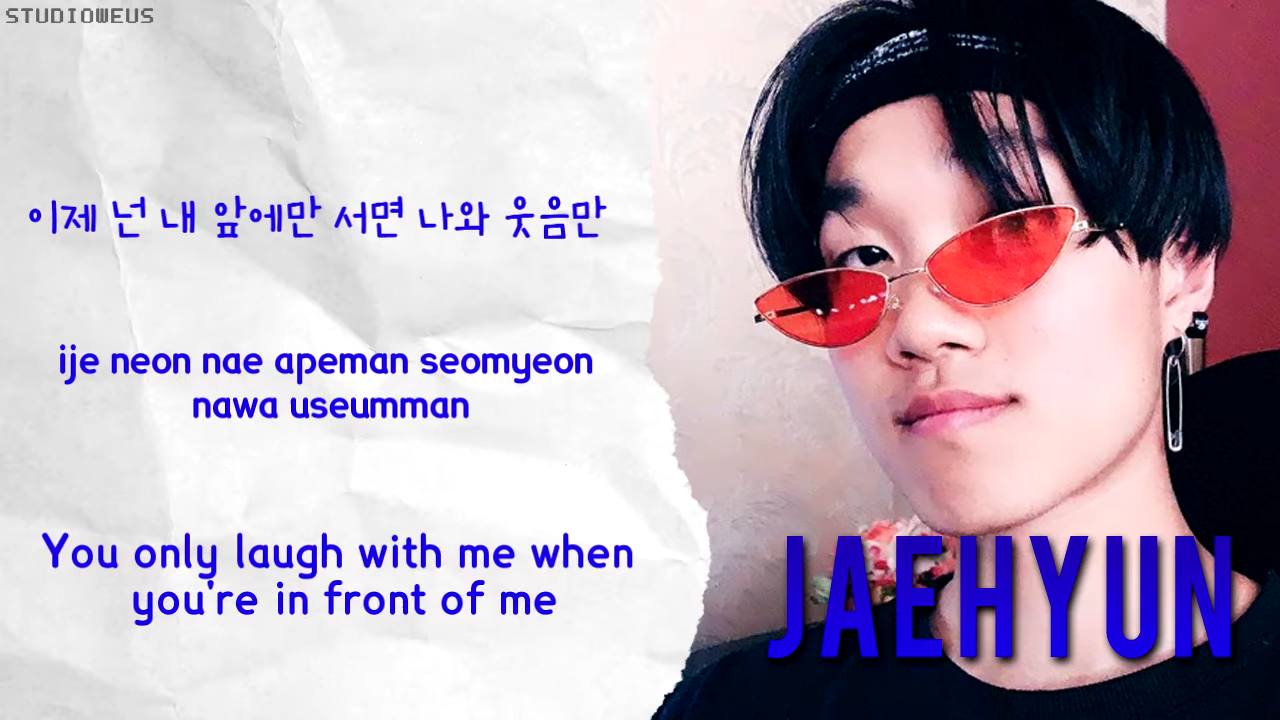 STUDIOWEUS
이제 넌 내 앞에만 서면 나와 웃음만
ije neon nae apeman seomyeon
nawa useumman
You only laugh with me when
you're in front of me
JAEHYUN